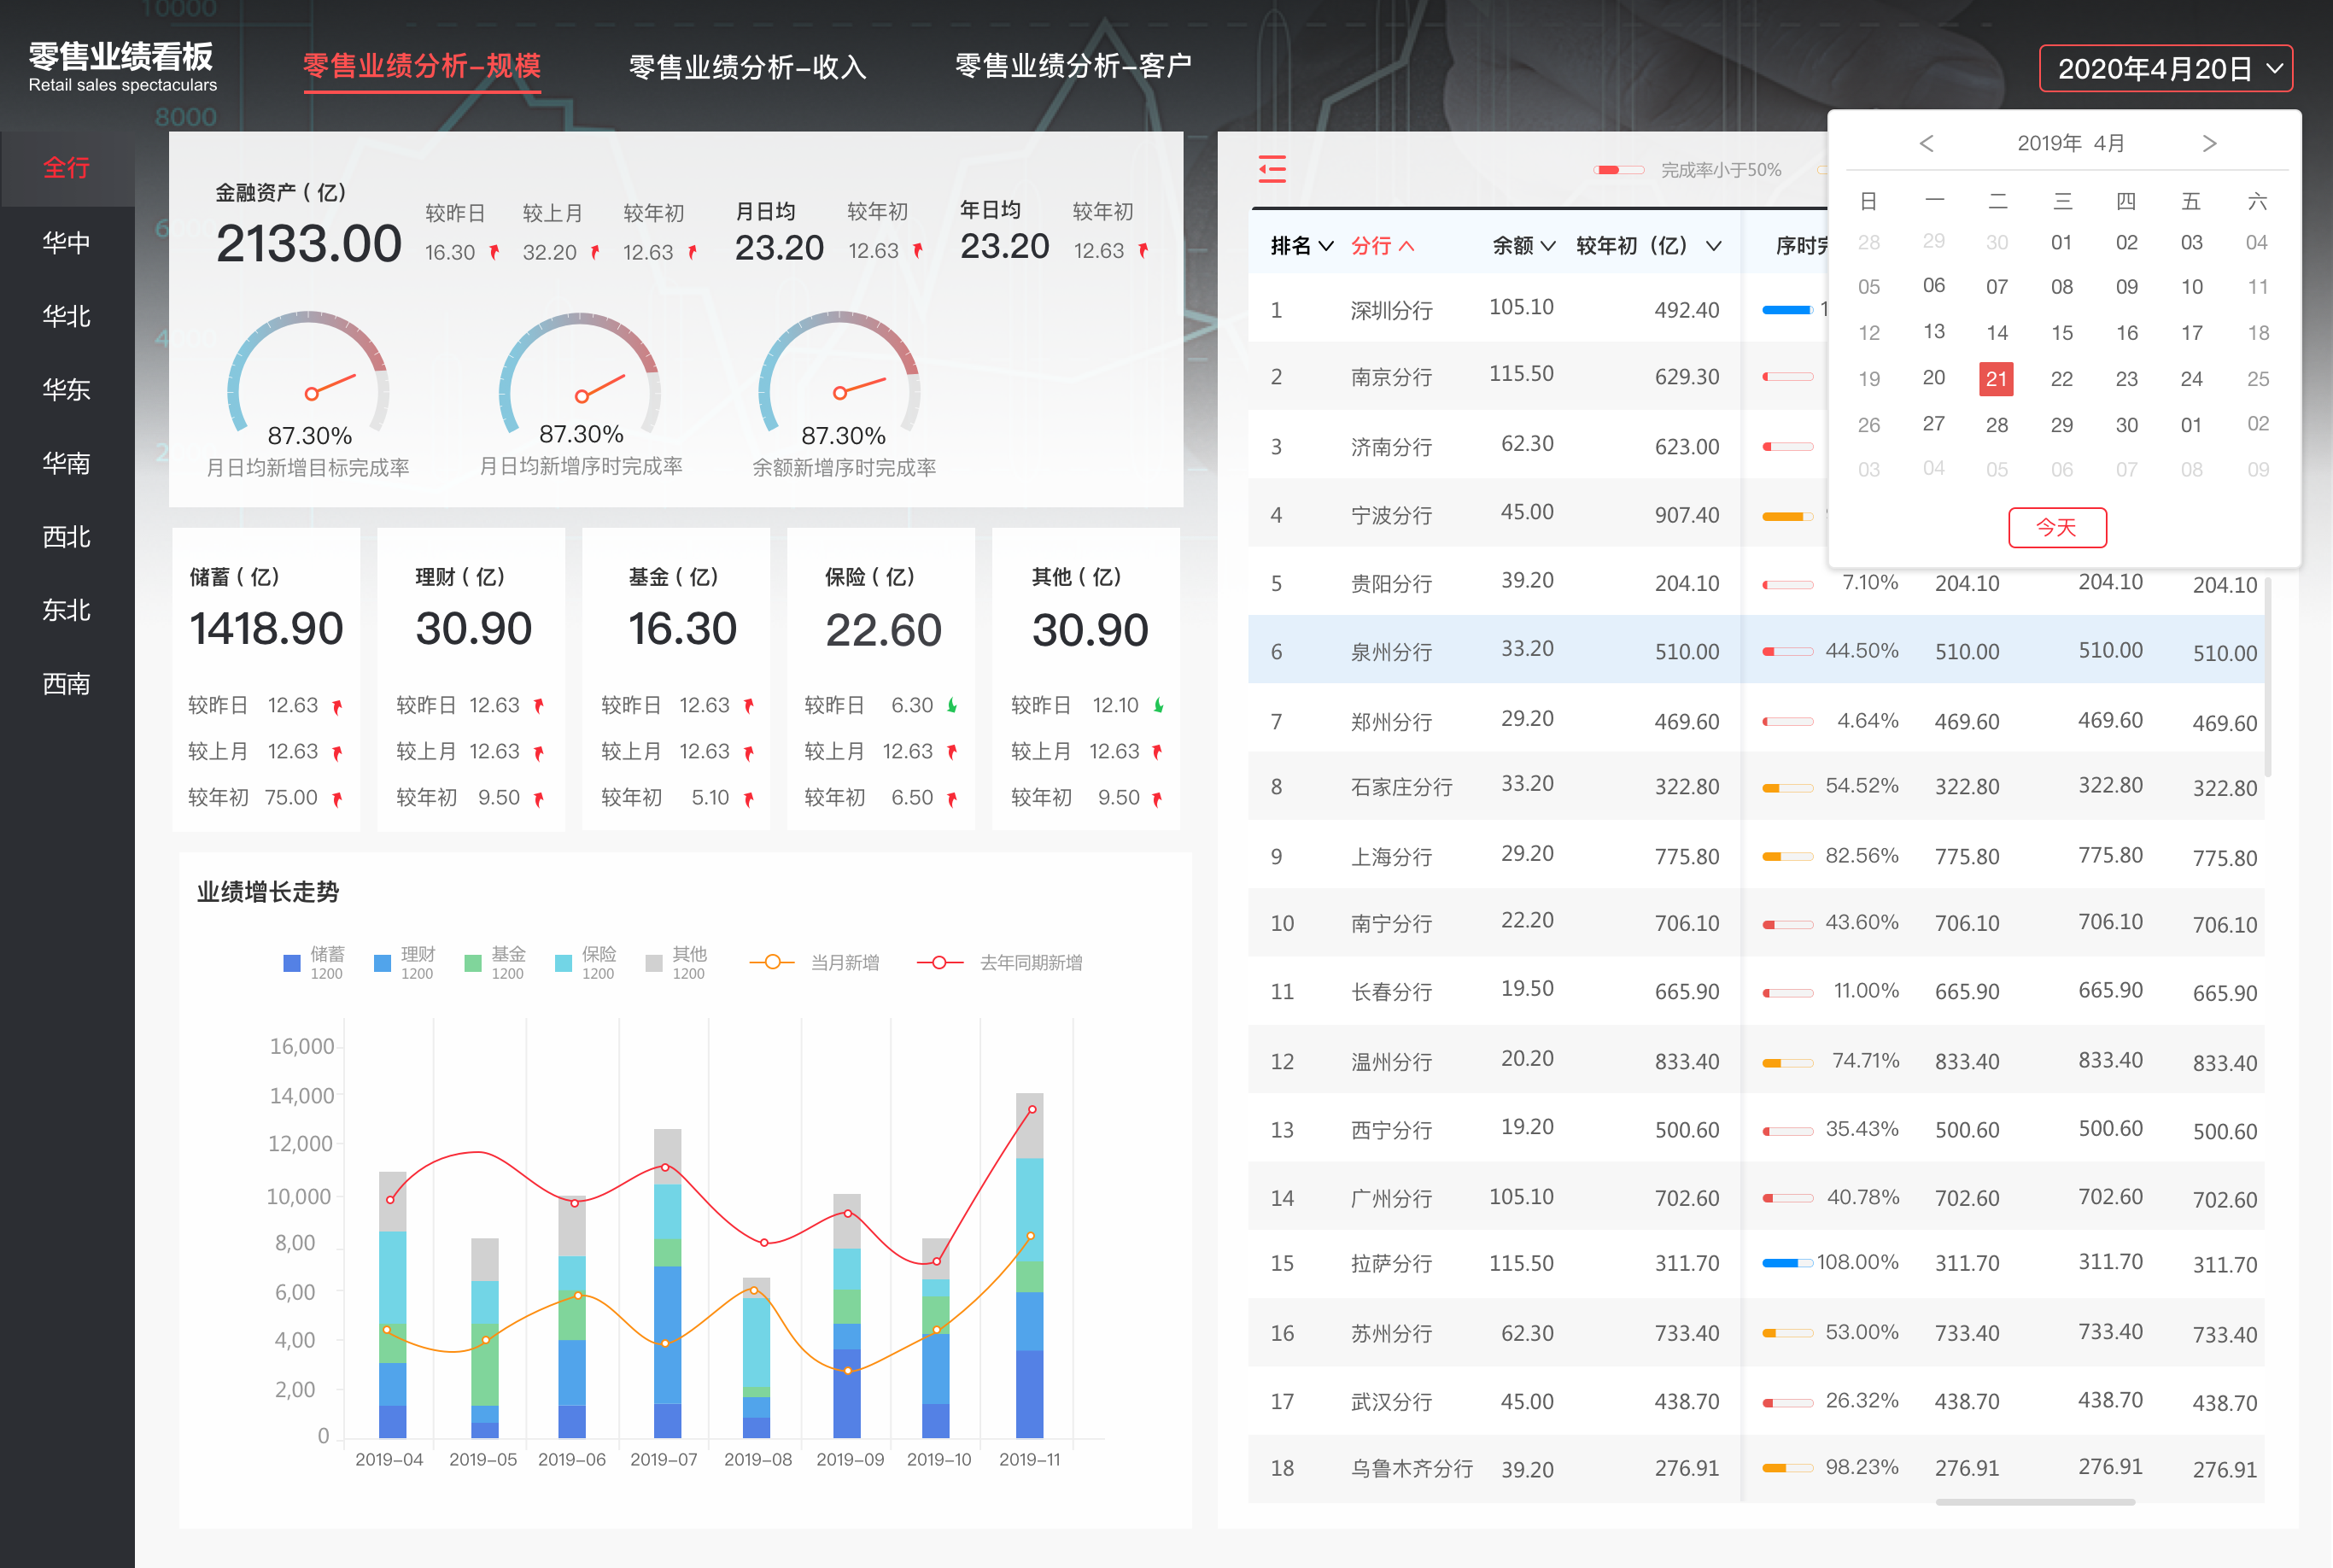 10000
8000
零售业绩看板
Retail sales spectaculars
零售业绩分析-规模
零售业绩分析-收入
零售业绩分析-客户
2020年4月20日
全行
华中
华北
华东
华南
西北
东北
西南
金融资产(亿)
2133.00
较昨日 较上月 较年初
16.30 32.20 12.63
月日均 较年初
23.20 12.63
年日均 较年初
23.20 12.63
87.30%
月日均新增目标完成率
87.30%
月日均新增序时完成率
87.30%
余额新增序时完成率
储蓄(亿)
1418.90
较昨日 12.63
较上月 12.63
较年初 75.00
理财(亿)
30.90
较昨日 12.63
较上月 12.63
较年初 9.50
基金(亿)
16.30
较昨日 12.63
较上月 12.63
较年初 5.10
保险(亿)
22.60
较昨日 6.30
较上月 12.63
较年初 6.50
其他(亿)
30.90
较昨日 12.10
较上月 12.63
较年初 9.50
业绩增长走势
储蓄 理财 基金 保险 其他 当月新增 去年同期新增
1200 1200 1200 1200 1200
16,000
14,000
12,000
10,000
8,00
6,00
4,00
2,00
0
2019-04 2019-05 2019-06 2019-07 2019-08 2019-09 2019-10 2019-11
完成率小于50%
排名 分行 余额 较年初(亿) 序时
1 深圳分行 105.10 492.40
2 南京分行 115.50 629.30
3 济南分行 62.30 623.00
4 宁波分行 45.00 907.40
5 贵阳分行 39.20 204.10 7.10% 204.10 204.10 204.10
6 泉州分行 33.20 510.00 44.50% 510.00 510.00 510.00
7 郑州分行 29.20 469.60 4.64% 469.60 469.60 469.60
8 石家庄分行 33.20 322.80 54.52% 322.80 322.80 322.80
9 上海分行 29.20 775.80 82.56% 775.80 775.80 775.80
10 南宁分行 22.20 706.10 43.60% 706.10 706.10 706.10
11 长春分行 19.50 665.90 11.00% 665.90 665.90 665.90
12 温州分行 20.20 833.40 74.71% 833.40 833.40 833.40
13 西宁分行 19.20 500.60 35.43% 500.60 500.60 500.60
14 广州分行 105.10 702.60 40.78% 702.60 702.60 702.60
15 拉萨分行 115.50 311.70 108.00% 311.70 311.70 311.70
16 苏州分行 62.30 733.40 53.00% 733.40 733.40 733.40
17 武汉分行 45.00 438.70 26.32% 438.70 438.70 438.70
18 乌鲁木齐分行 39.20 276.91 98.23% 276.91 276.91 276.91
< 2019年 4月 >
日 一 二 三 四 五 六
28 29 30 01 02 03 04
05 06 07 08 09 10 11
12 13 14 15 16 17 18
19 20 21 22 23 24 25
26 27 28 29 30 01 02
03 04 05 06 07 08 09
今天